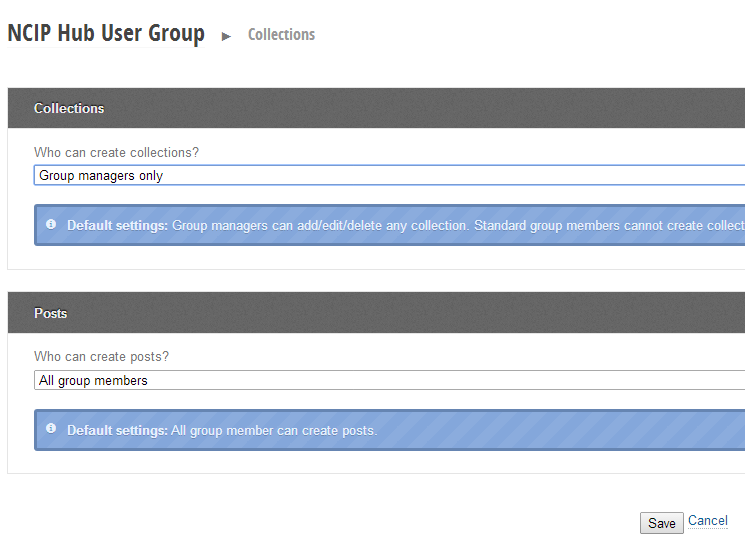 NCIP Hub User Group ▶ Collections
Collections
Who can create collections?
Group managers only
Default settings: Group managers can add/edit/delete any collection. Standard group members cannot create collect
Posts
Who can create posts?
All group members
Default settings: All group member can create posts.
Save Cancel